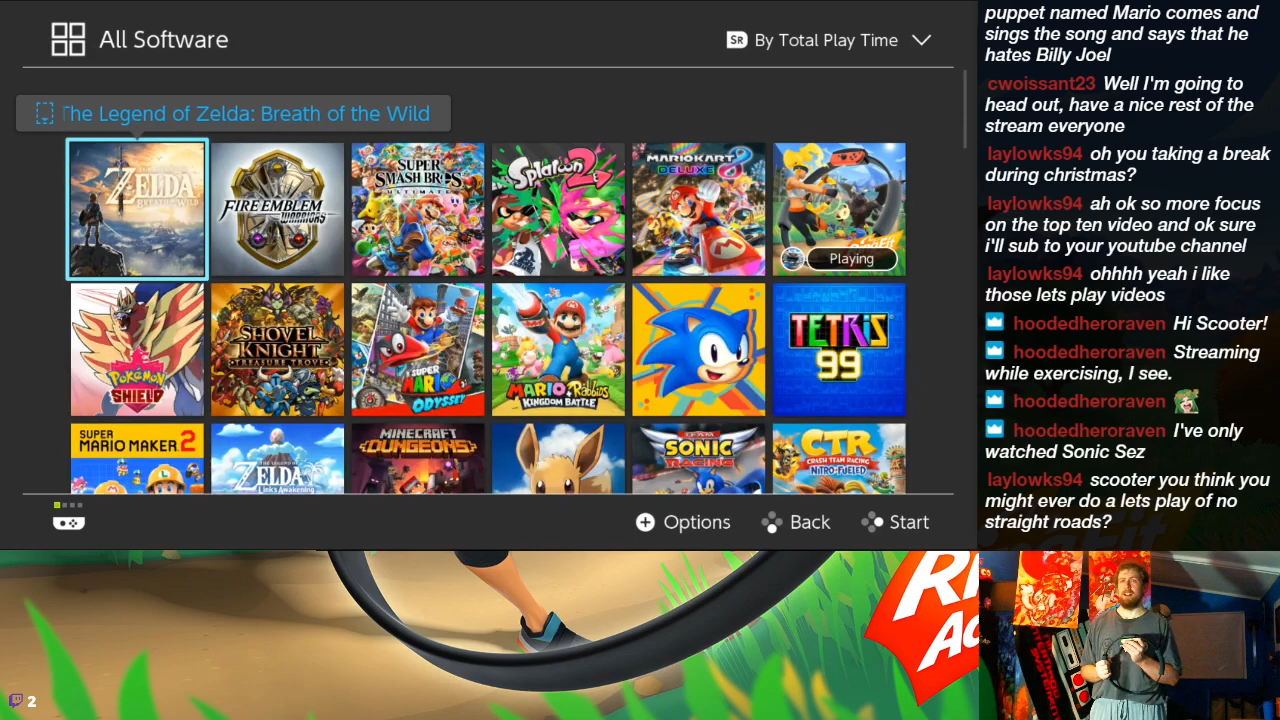 All Software
SR By Total Play Time
The Legend of Zelda: Breath of the Wild
THE LEGEND OF
ZELDA
BREATH OF THE WILD
FIRE EMBLEM
WARRIORS
SUPER
SMASH BROS.
ULTIMATE
Splatoon 2
MARIOKART 8
DELUXE
Playing
POKéMON
SHIELD
SHOVEL
KNIGHT
TREASURE TROVE
SUPER
MARIO
ODYSSEY
MARIO + Rabbids
KINGDOM BATTLE
TETRIS
99
SUPER
MARIO MAKER 2
THE LEGEND OF
ZELDA
Link's Awakening
MINECRAFT
DUNGEONS
TEAM
SONIC
RACING
CTR
CRASH TEAM RACING
NITRO-FUELED
Options
Back
Start
puppet named Mario comes and
sings the song and says that he
hates Billy Joel
cwoissant23 Well I'm going to
head out, have a nice rest of the
stream everyone
laylowks94 oh you taking a break
during christmas?
laylowks94 ah ok so more focus
on the top ten video and ok sure
i'll sub to your youtube channel
laylowks94 ohhhh yeah i like
those lets play videos
hoodedheroraven Hi Scooter!
hoodedheroraven Streaming
while exercising, I see.
hoodedheroraven
hoodedheroraven I've only
watched Sonic Sez
laylowks94 scooter you think you
might ever do a lets play of no
straight roads?
2